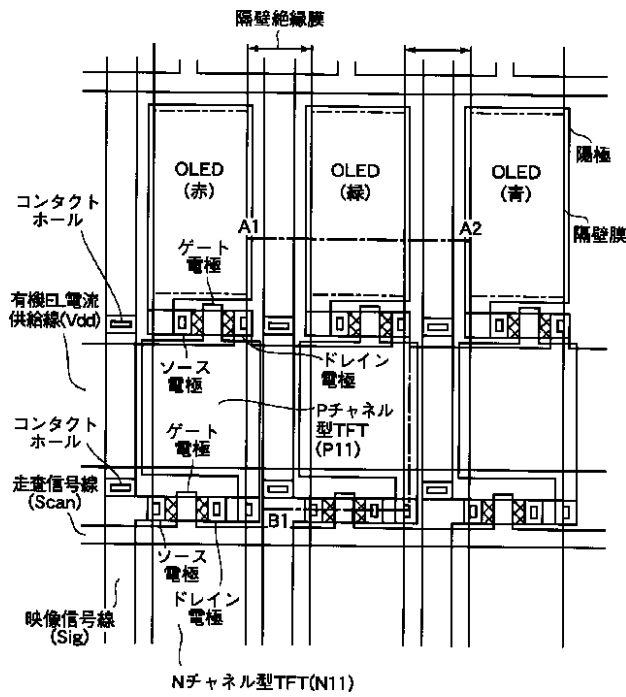 隔壁絶縁膜
OLED
(赤)
OLED
(緑)
OLED
(青)
陽極
隔壁膜
コンタクト
ホール
A1
A2
ゲート
電極
有機EL電流
供給線(Vdd)
ソース
電極
ドレイン
電極
Pチャネル
型TFT
(P11)
コンタクト
ホール
ゲート
電極
走査信号線
(Scan)
B1
ソース
電極
ドレイン
電極
映像信号線
(Sig)
Nチャネル型TFT(N11)